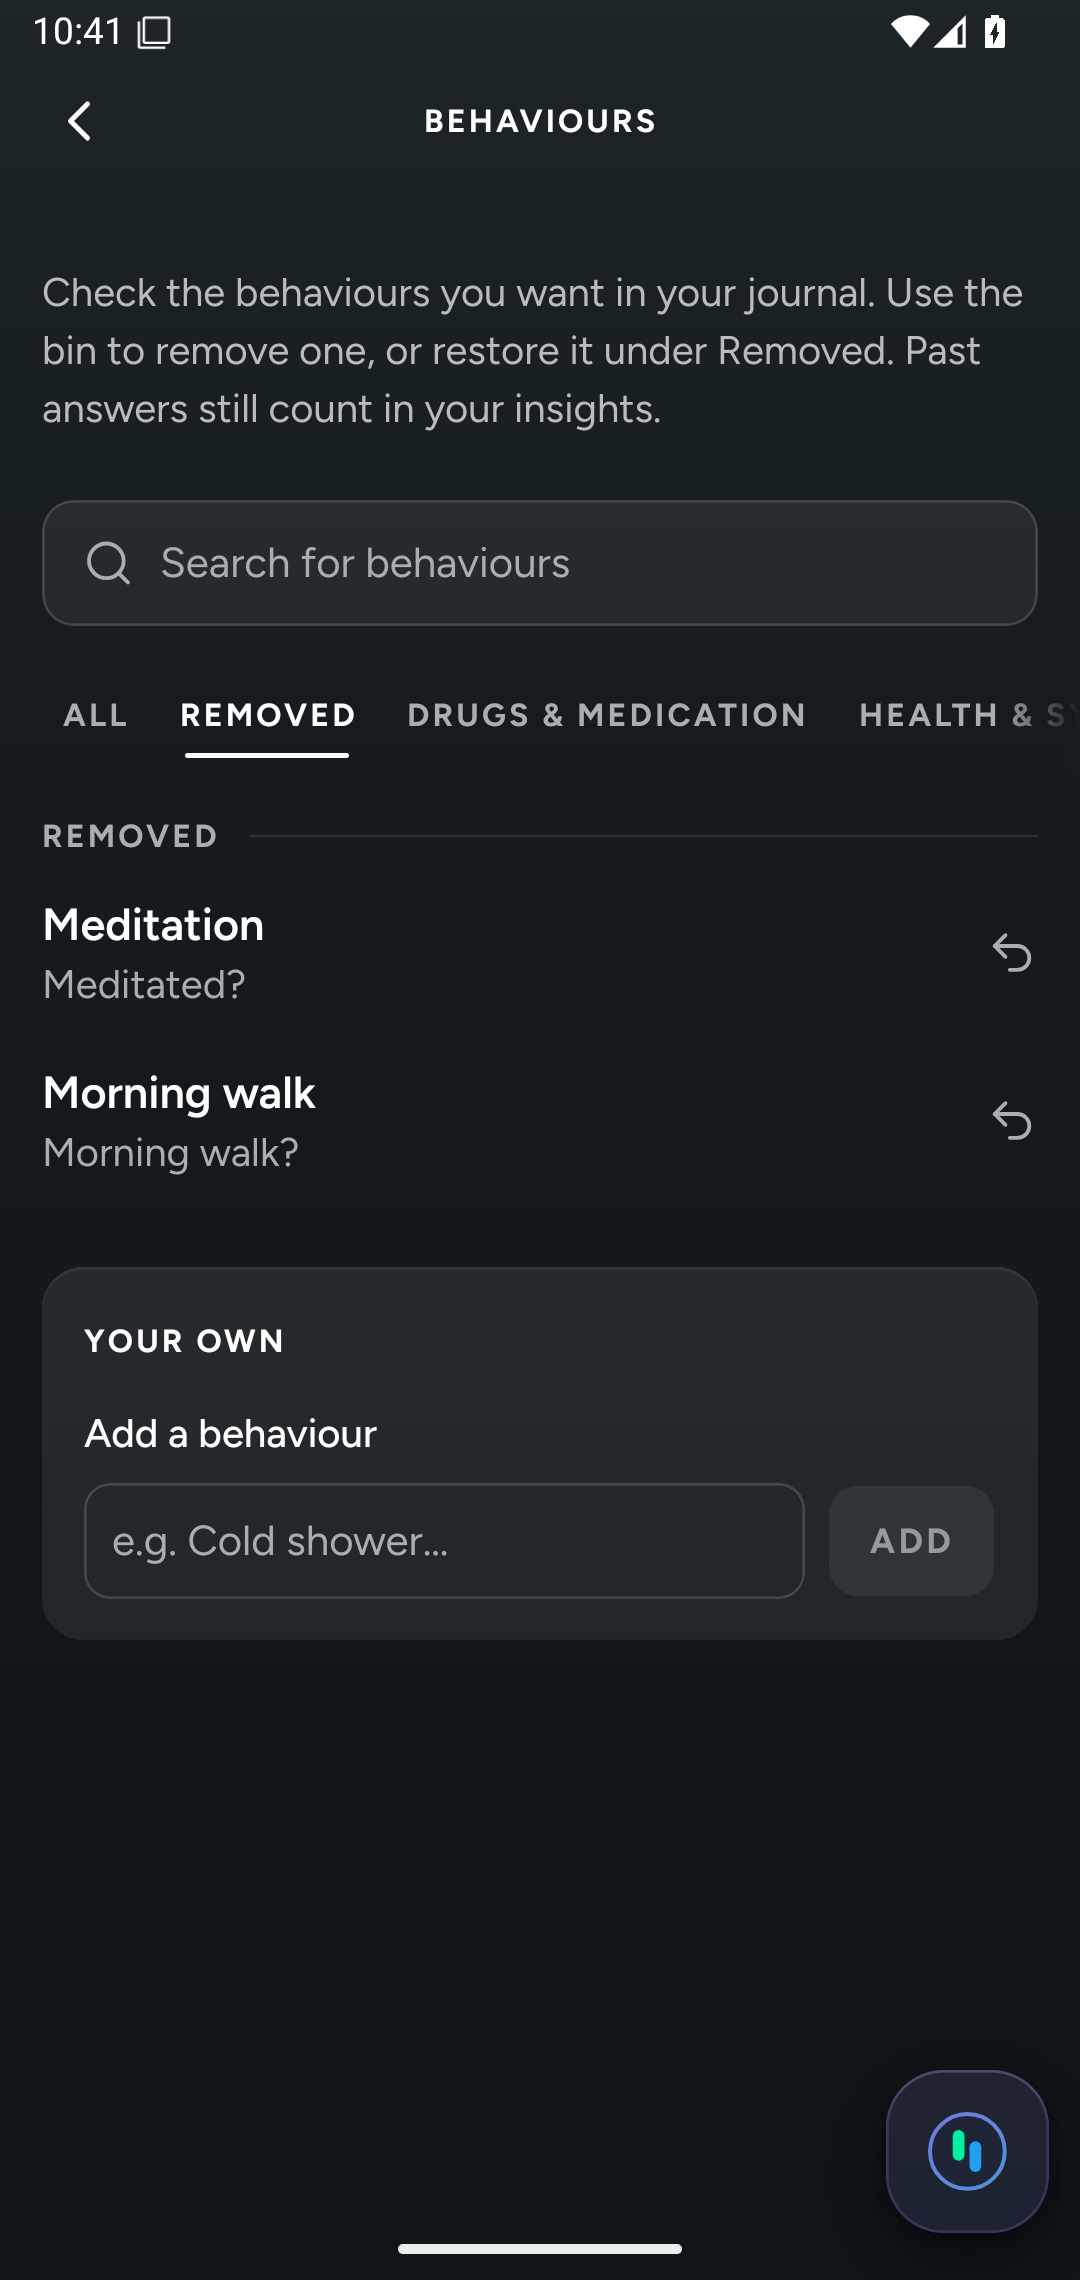 10:41
BEHAVIOURS
Check the behaviours you want in your journal. Use the
bin to remove one, or restore it under Removed. Past
answers still count in your insights.
Search for behaviours
ALL REMOVED DRUGS & MEDICATION HEALTH & SY
REMOVED
Meditation
Meditated?
Morning walk
Morning walk?
YOUR OWN
Add a behaviour
e.g. Cold shower...
ADD